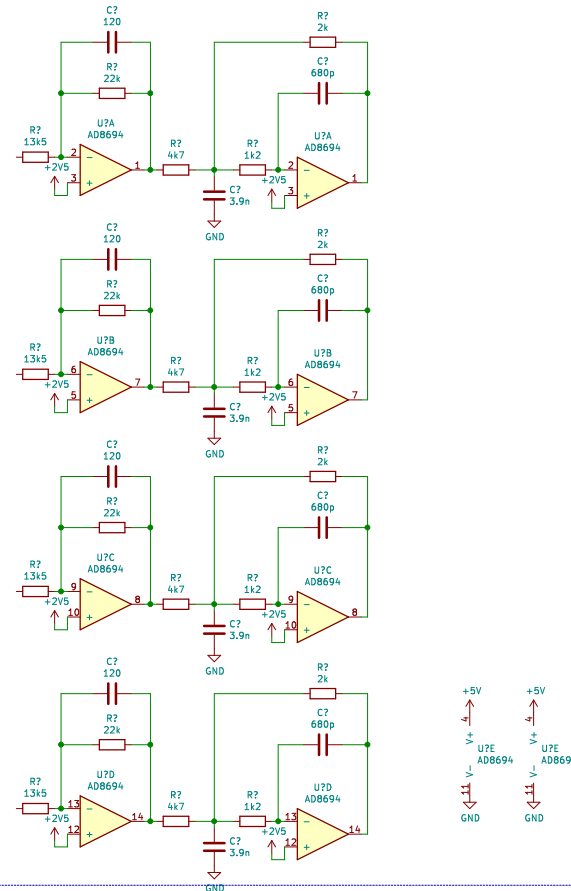 C?
120
R?
22k
R?
13k5
+2V5
U?A
AD8694
2
3
1
R?
4k7
C?
3.9n
GND
R?
2k
C?
680p
R?
1k2
+2V5
U?A
AD8694
2
3
1
C?
120
R?
22k
R?
13k5
+2V5
U?B
AD8694
6
5
7
R?
4k7
C?
3.9n
GND
R?
2k
C?
680p
R?
1k2
+2V5
U?B
AD8694
6
5
7
C?
120
R?
22k
R?
13k5
+2V5
U?C
AD8694
9
10
8
R?
4k7
C?
3.9n
GND
R?
2k
C?
680p
R?
1k2
+2V5
U?C
AD8694
9
10
8
C?
120
R?
22k
R?
13k5
+2V5
U?D
AD8694
13
12
14
R?
4k7
C?
3.9n
GND
R?
2k
C?
680p
R?
1k2
+2V5
U?D
AD8694
13
12
14
+5V
4
V+
U?E
AD8694
V-
11
GND
+5V
4
V+
U?E
AD869
V-
11
GND